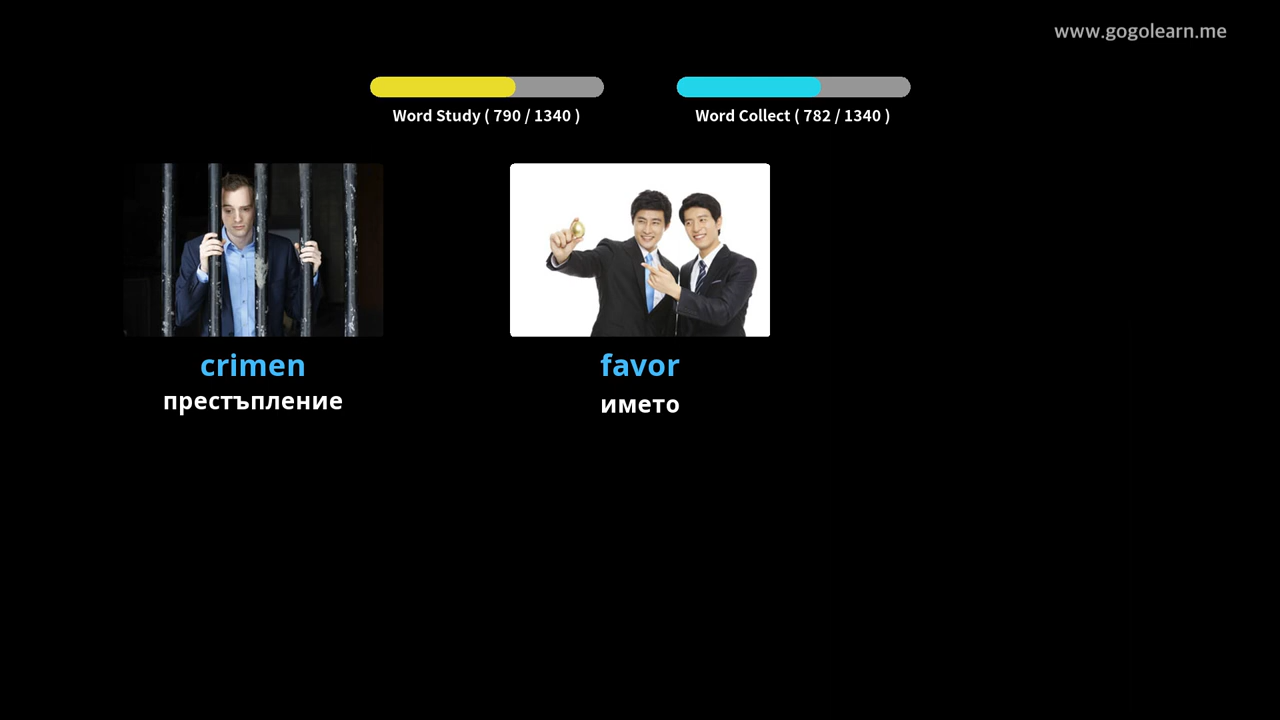 www.gogolearn.me
Word Study ( 790 / 1340 )
Word Collect ( 782 / 1340 )
crimen
престъпление
favor
името